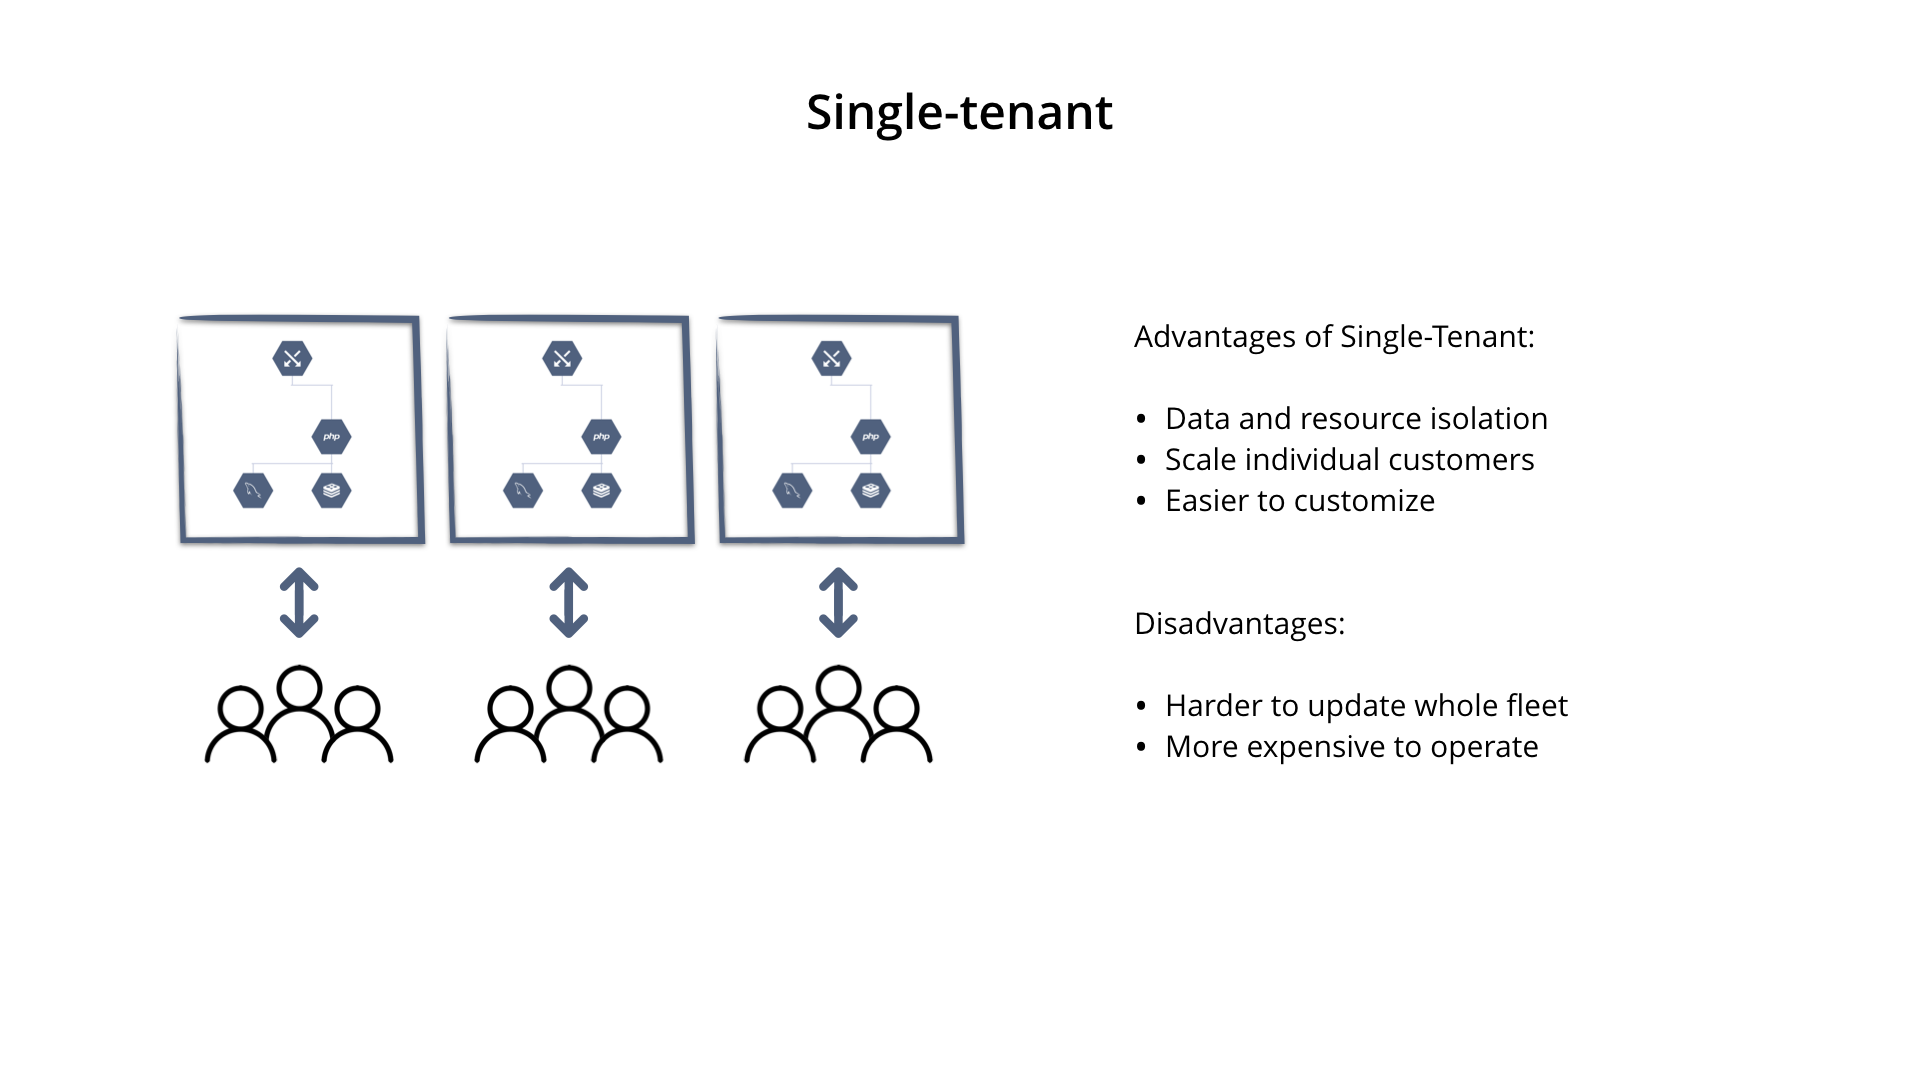 Single-tenant
php
php
php
Advantages of Single-Tenant:
• Data and resource isolation
• Scale individual customers
• Easier to customize
Disadvantages:
• Harder to update whole fleet
• More expensive to operate